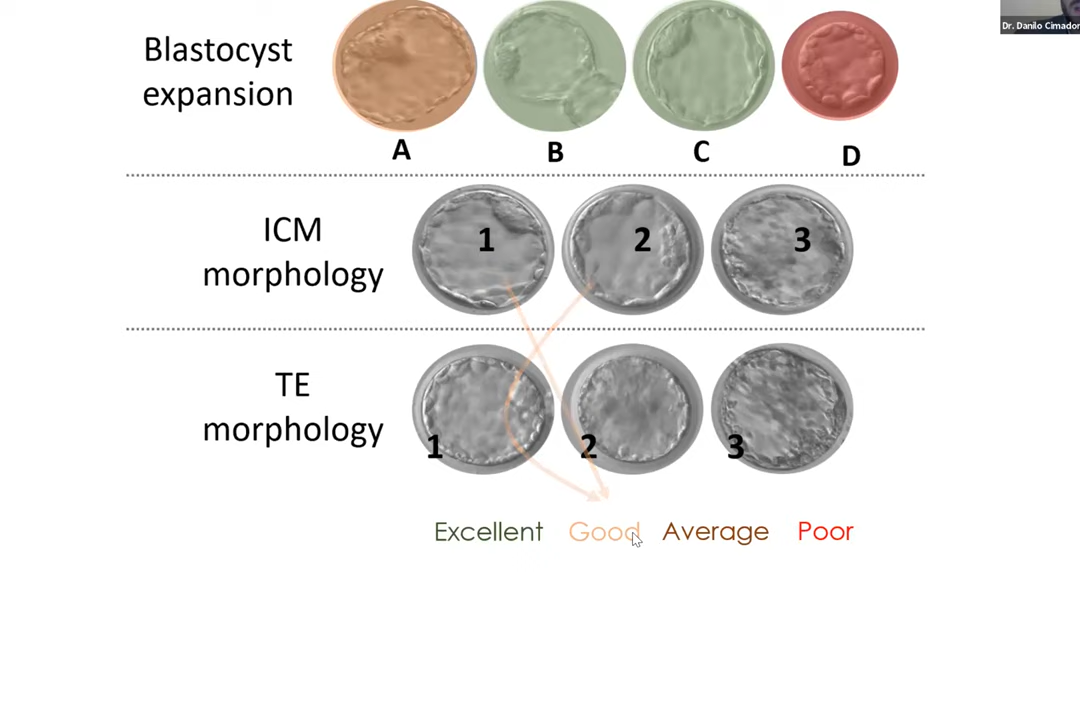 Dr. Danilo Cimador
Blastocyst
expansion
A B C D
ICM
morphology
1 2 3
TE
morphology
1 2 3
Excellent Good Average Poor